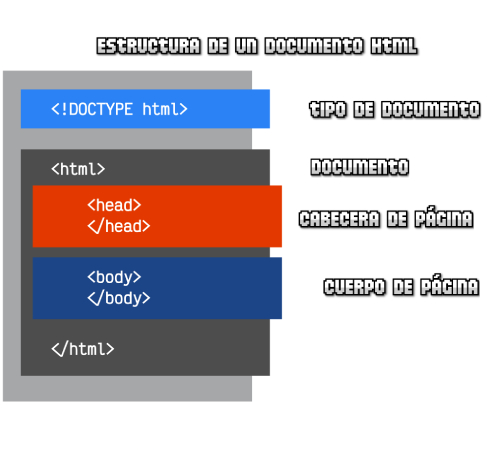 ESTRUCTURA DE UN DOCUMENTO HTML
<!DOCTYPE html>
TIPO DE DOCUMENTO
<html>
DOCUMENTO
<head>
</head>
CABECERA DE PÁGINA
<body>
</body>
CUERPO DE PÁGINA
</html>